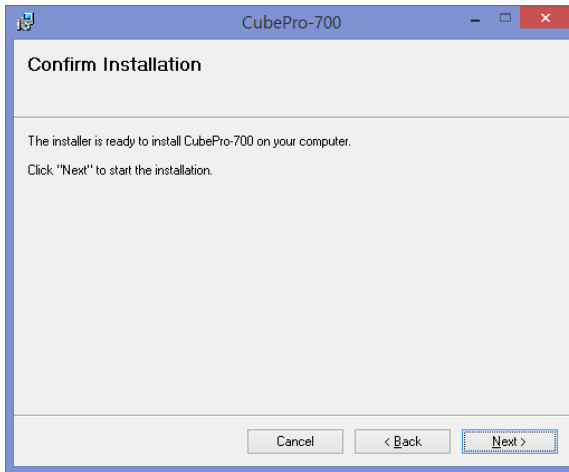 CubePro-700
Confirm Installation
The installer is ready to install CubePro-700 on your computer.
Click "Next" to start the installation.
Cancel
< Back
Next >